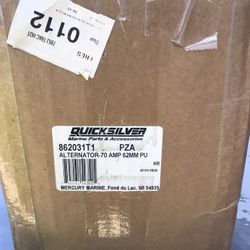 0112
QUICKSILVER
Marine Parts & Accessories
862031T1 PZA
ALTERNATOR-70 AMP 62MM PU
KR
MERCURY MARINE, Fond du Lac, WI 54935